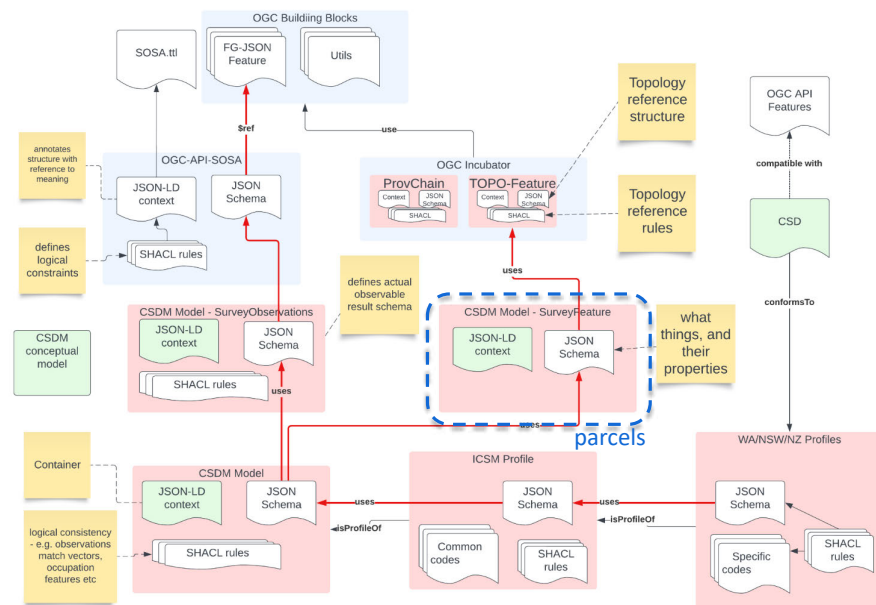 OGC Buildiing Blocks
SOSA.ttl
FG-JSON
Feature
Utils
Topology
reference
structure
OGC API
Features
$ref
use
annotates
structure with
reference to
meaning
OGC-API-SOSA
OGC Incubator
compatible with
JSON-LD
context
JSON
Schema
ProvChain
Context
JSON
Schema
SHACL
TOPO-Feature
Context
JSON
Schema
SHACL
Topology
reference
rules
CSD
defines
logical
constraints
SHACL rules
uses
defines actual
observable
result schema
conformsTo
CSDM Model - SurveyObservations
CSDM Model - SurveyFeature
what
things, and
their
properties
CSDM
conceptual
model
JSON-LD
context
JSON
Schema
JSON-LD
context
JSON
Schema
SHACL rules
uses
uses
parcels
CSDM Model
ICSM Profile
WA/NSW/NZ Profiles
Container
JSON-LD
context
JSON
Schema
uses
JSON
Schema
uses
JSON
Schema
logical consistency
- e.g. observations
match vectors,
occupation
features etc
SHACL rules
isProfileOf
Common
codes
SHACL
rules
isProfileOf
Specific
codes
SHACL
rules